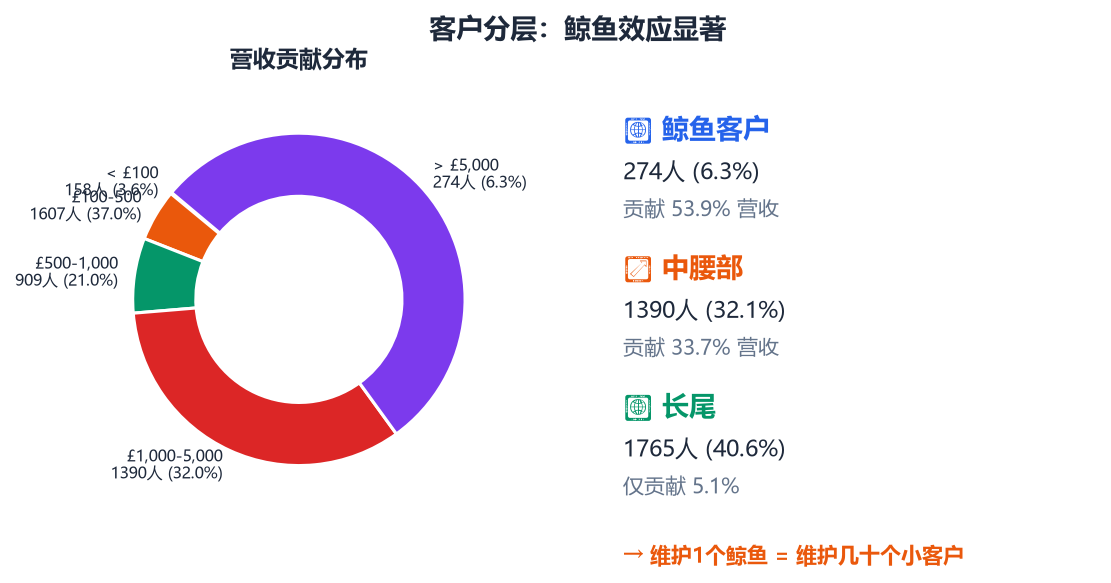 客户分层：鲸鱼效应显著
营收贡献分布
< £100
158人 (3.6%)
£100-500
1607人 (37.0%)
£500-1,000
909人 (21.0%)
£1,000-5,000
1390人 (32.0%)
> £5,000
274人 (6.3%)
鲸鱼客户
274人 (6.3%)
贡献 53.9% 营收
中腰部
1390人 (32.1%)
贡献 33.7% 营收
长尾
1765人 (40.6%)
仅贡献 5.1%
→ 维护1个鲸鱼 = 维护几十个小客户